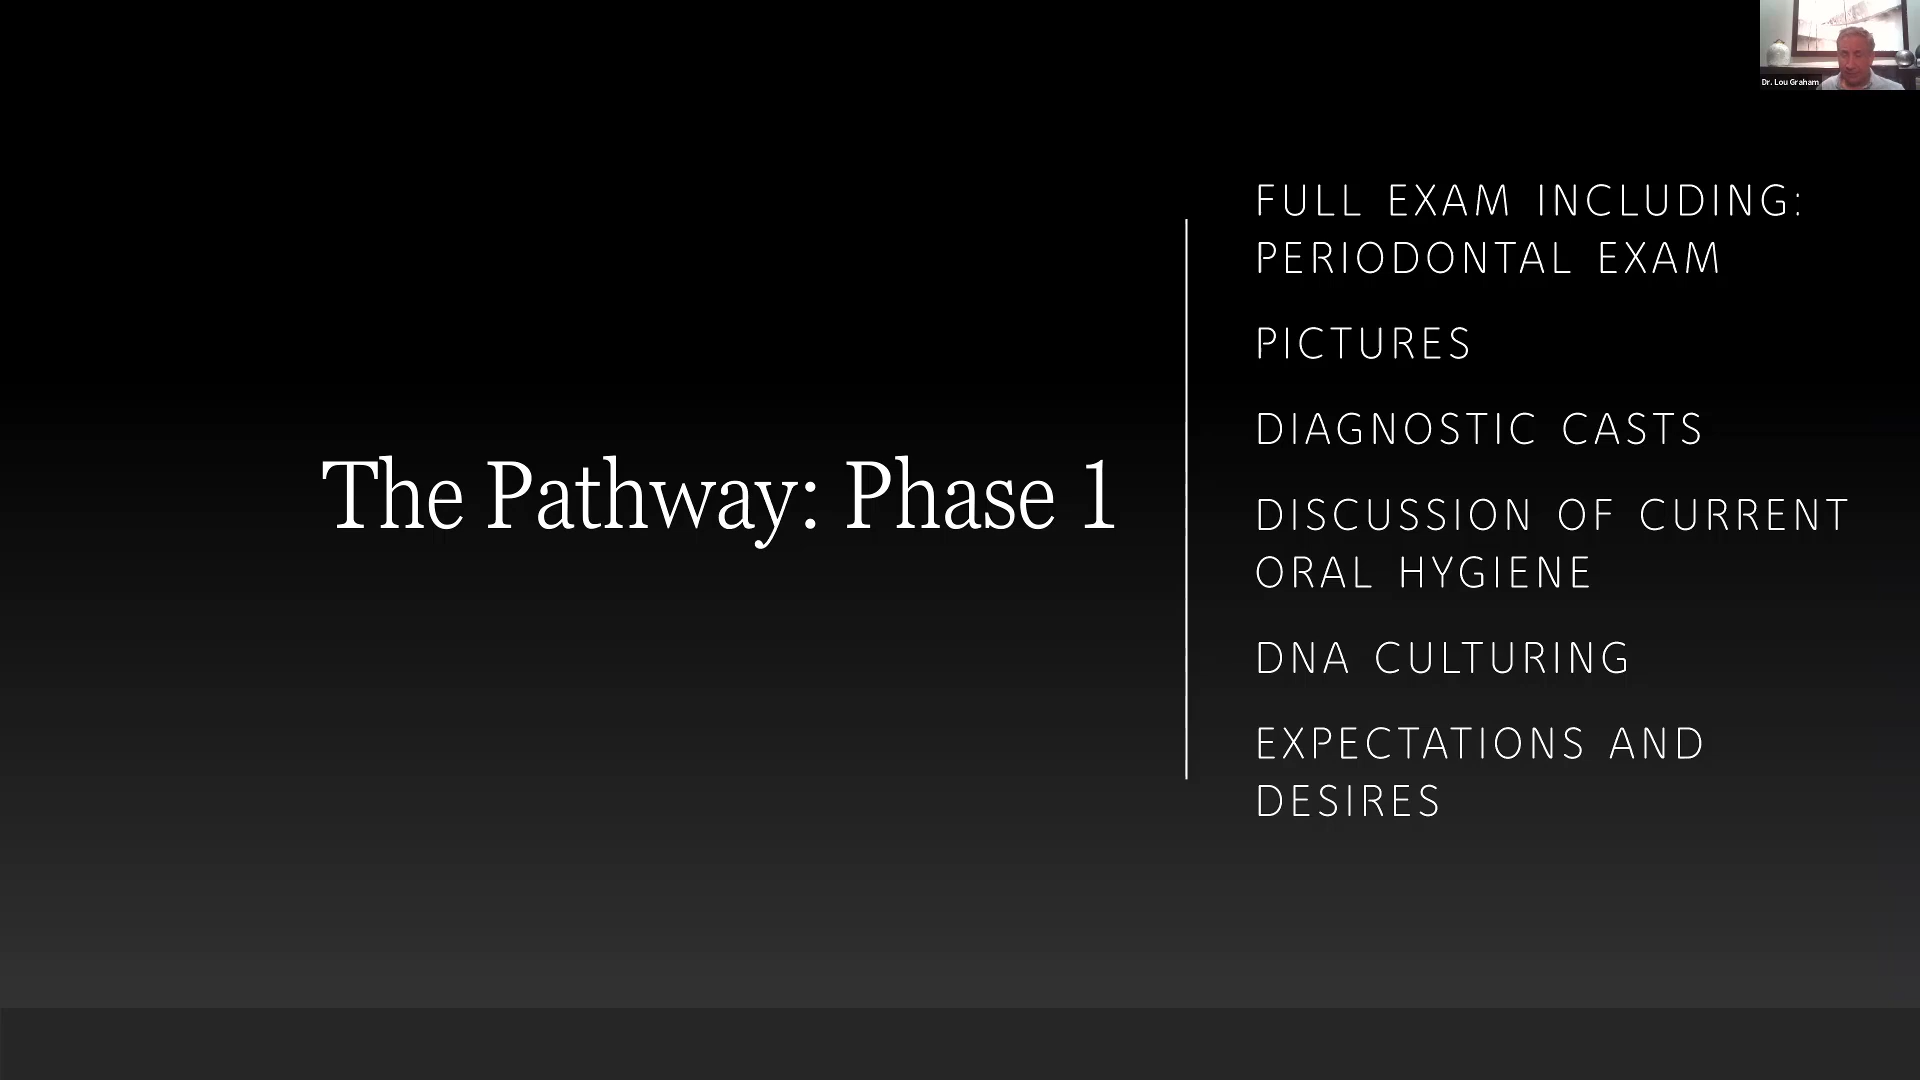 Dr. Lou Graham
The Pathway: Phase 1
FULL EXAM INCLUDING:
PERIODONTAL EXAM
PICTURES
DIAGNOSTIC CASTS
DISCUSSION OF CURRENT
ORAL HYGIENE
DNA CULTURING
EXPECTATIONS AND
DESIRES